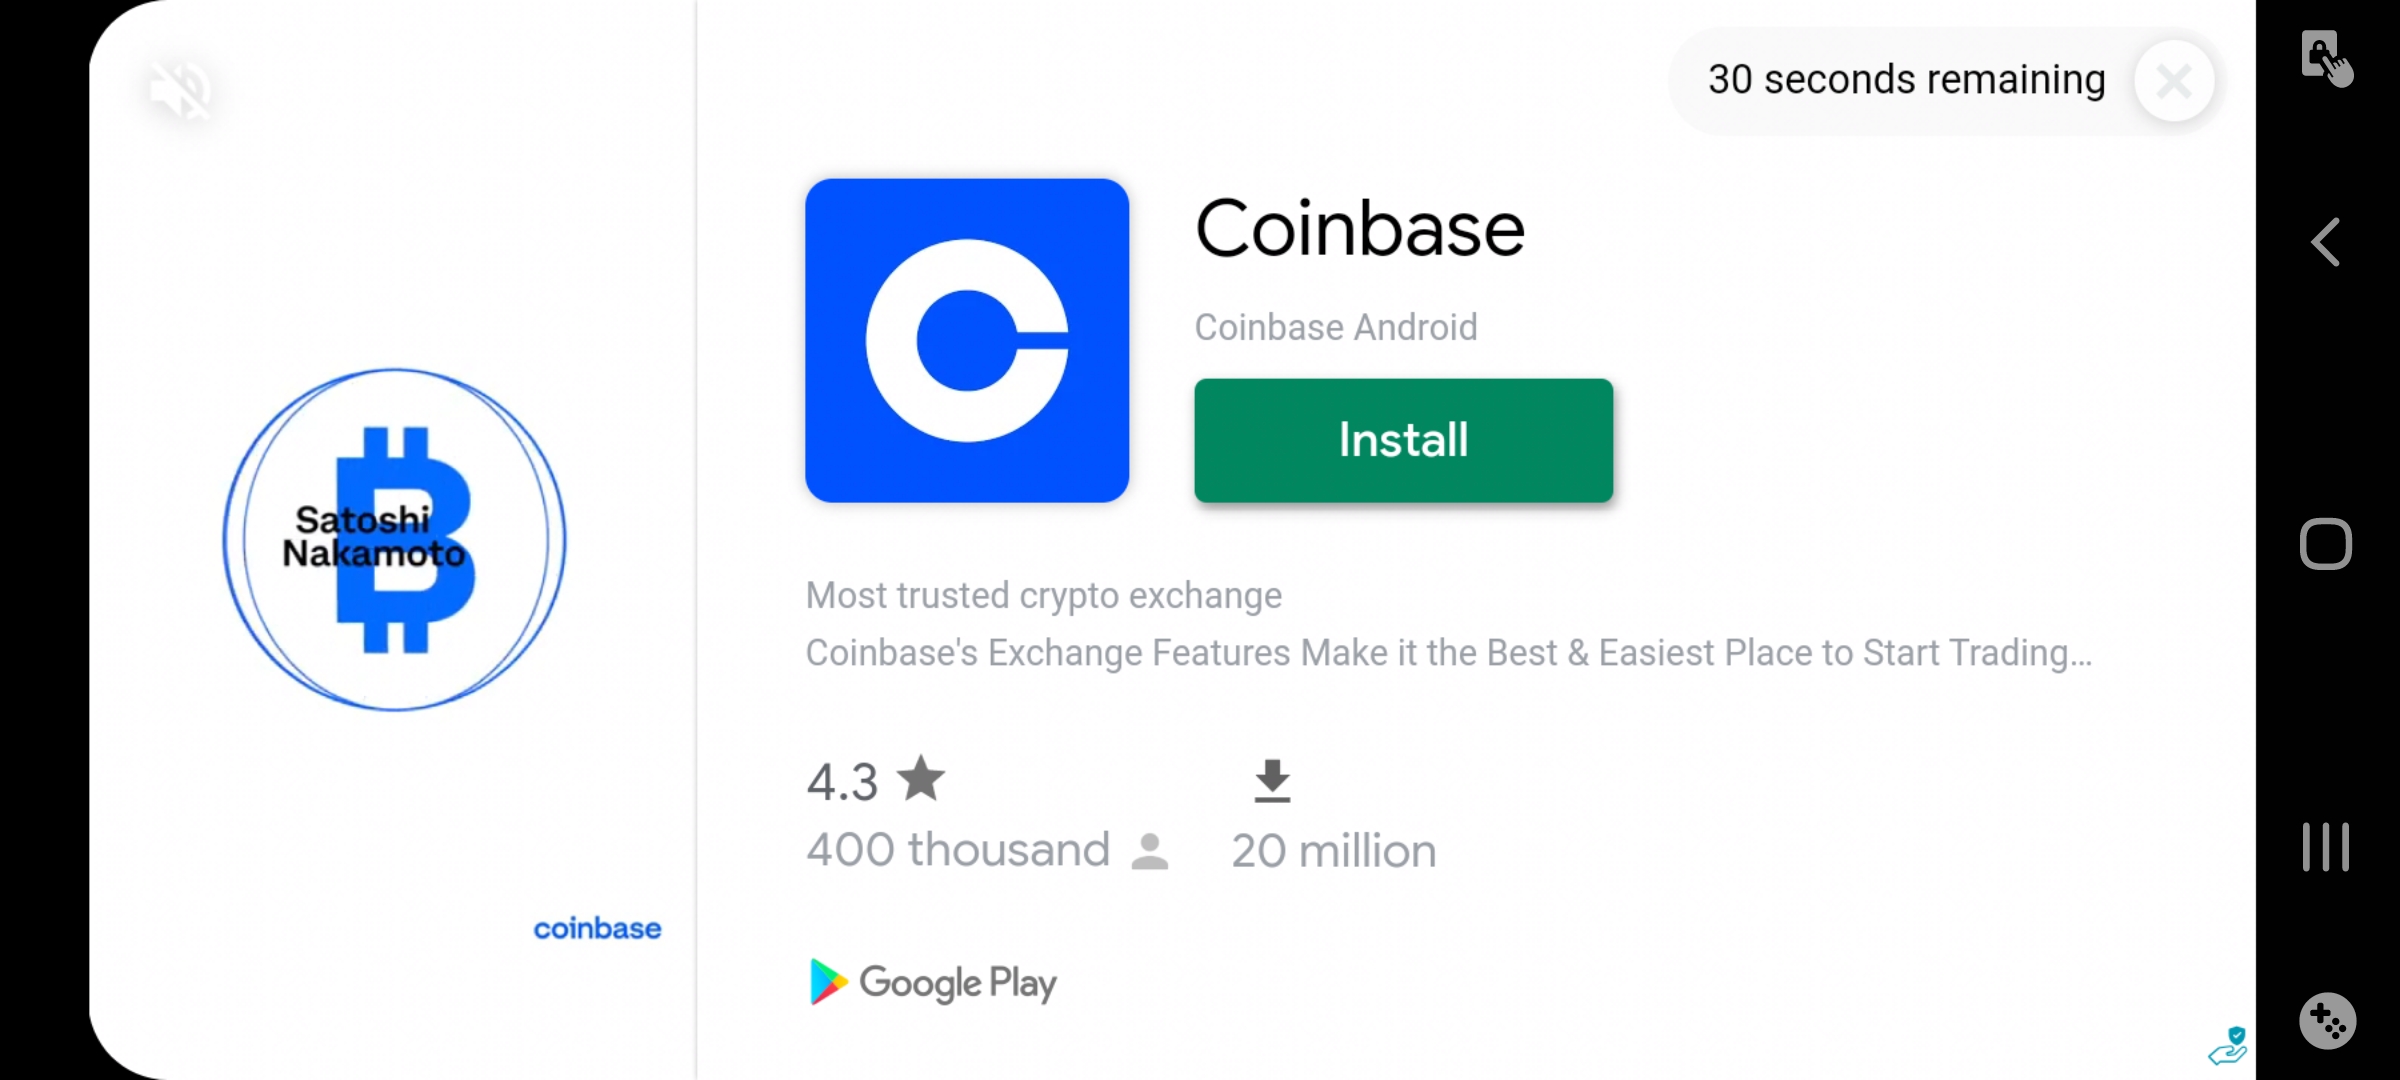 30 seconds remaining
Satoshi
Nakamoto
coinbase
Coinbase
Coinbase Android
Install
Most trusted crypto exchange
Coinbase's Exchange Features Make it the Best & Easiest Place to Start Trading...
4.3
400 thousand
20 million
Google Play